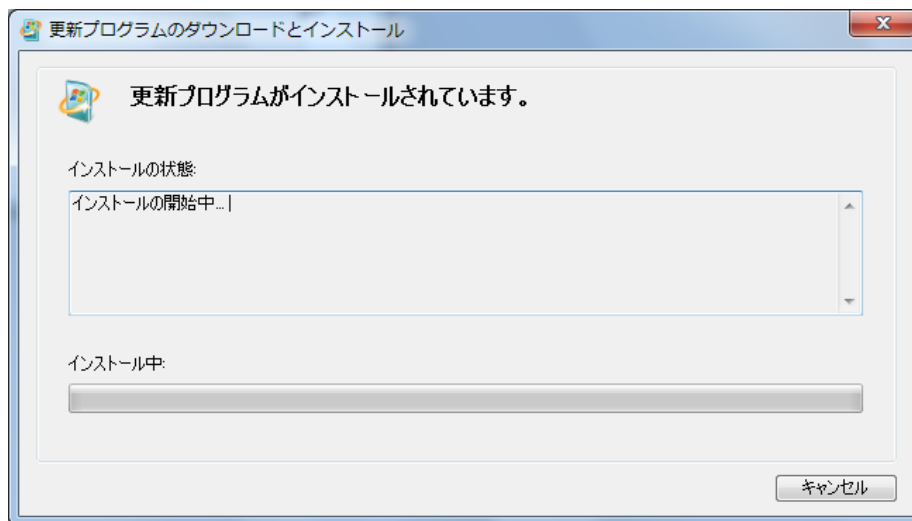 更新プログラムのダウンロードとインストール
更新プログラムがインストールされています。
インストールの状態:
インストールの開始中...
インストール中:
キャンセル